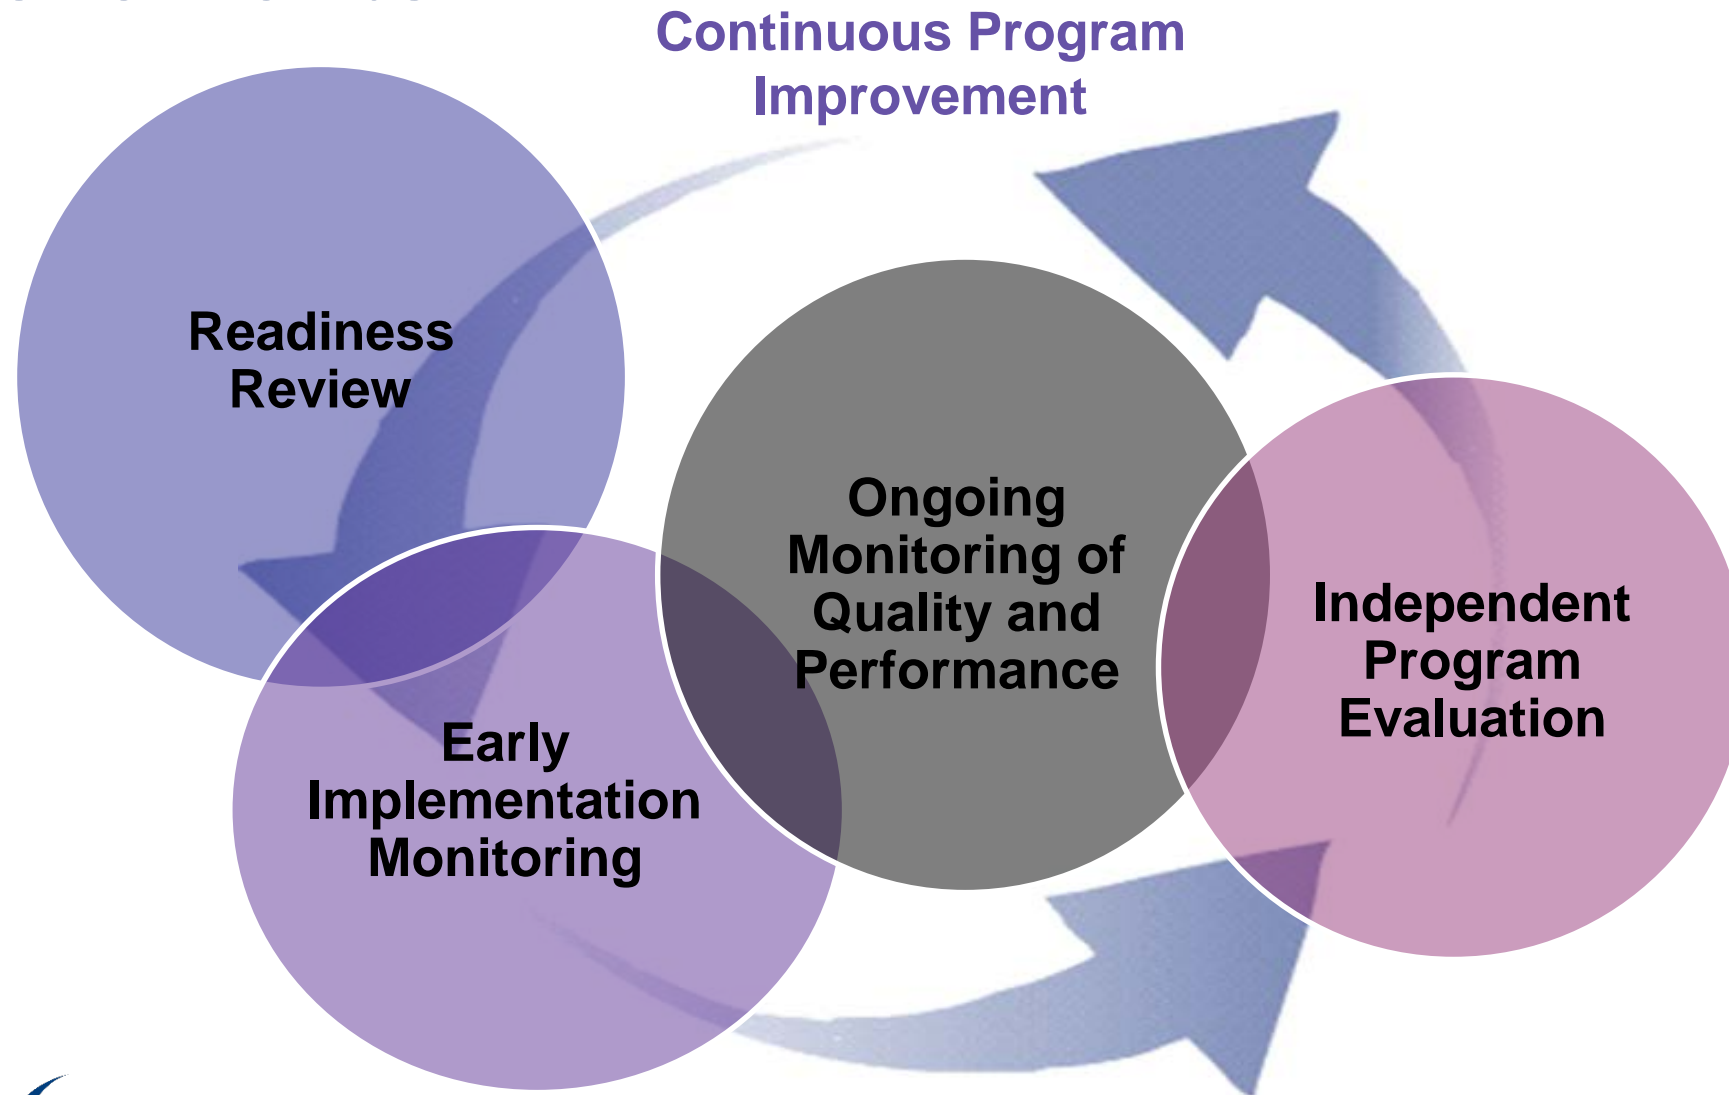 Continuous Program
Improvement
Readiness
Review
Ongoing
Monitoring of
Quality and
Performance
Independent
Program
Evaluation
Early
Implementation
Monitoring